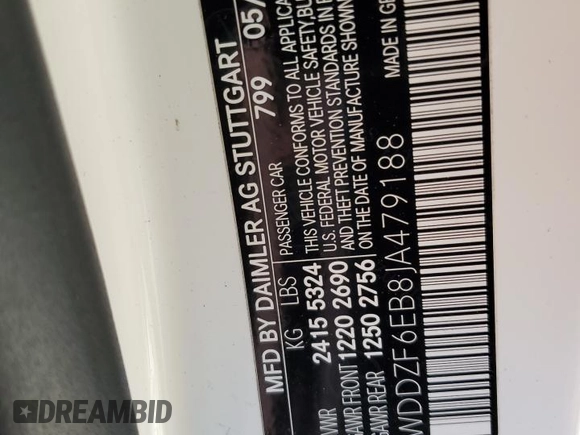 MFD BY DAIMLER AG STUTTGART
799 05/
KG LBS PASSENGER CAR
2415 5324 THIS VEHICLE CONFORMS TO ALL APPLICA
GAWR FRONT 1220 2690 U.S. FEDERAL MOTOR VEHICLE SAFETY, BU
GAWR REAR 1250 2756 AND THEFT PREVENTION STANDARDS IN
ON THE DATE OF MANUFACTURE SHOWN
MADE IN GE
WDDZF6EB8JA479188
DREAMBID